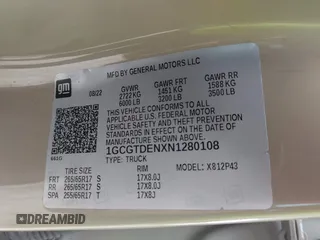 MFD BY GENERAL MOTORS LLC
gm
08/22
GVWR GAWR FRT GAWR RR
2722 KG 1451 KG 1588 KG
6000 LB 3200 LB 3500 LB
THIS VEHICLE CONFORMS TO ALL
APPLICABLE U.S. FEDERAL MOTOR
VEHICLE SAFETY AND THEFT PREVENTION
STANDARDS IN EFFECT ON THE DATE OF
MANUFACTURE SHOWN ABOVE.
1GCGTDENXN1280108
TYPE: TRUCK
MODEL: X812P43
TIRE SIZE RIM
FRT 265/65R17 S 17X8.0J
RR 265/65R17 S 17X8.0J
SPA 255/65R17 T 17X8J
D DREAMBID